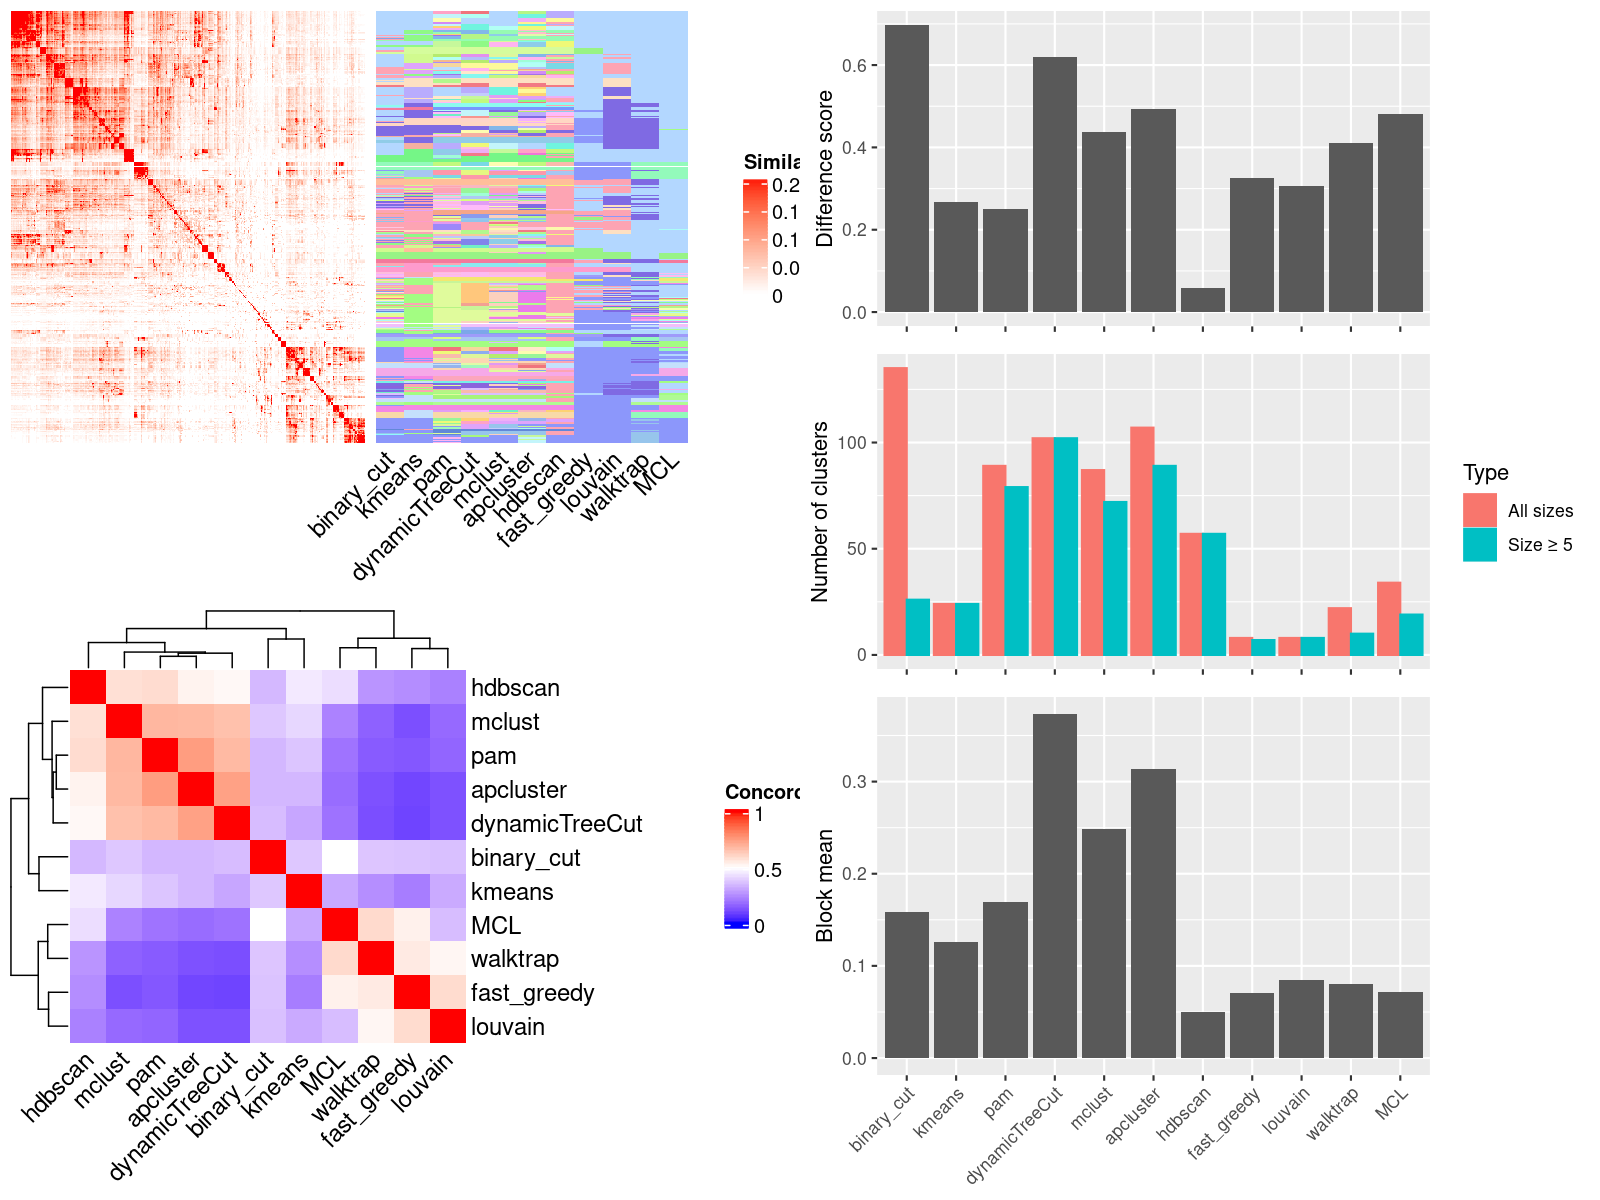 Simila
0.2
0.1
0.1
0.0
0
binary_cut
kmeans
pam
dynamicTreeCut
mclust
apcluster
hdbscan
fast_greedy
louvain
walktrap
MCL
hdbscan
mclust
pam
apcluster
dynamicTreeCut
binary_cut
kmeans
MCL
walktrap
fast_greedy
louvain
hdbscan
mclust
pam
apcluster
dynamicTreeCut
binary_cut
kmeans
MCL
walktrap
fast_greedy
louvain
Concor
1
0.5
0
Difference score
0.6
0.4
0.2
0.0
Number of clusters
100
50
0
Type
All sizes
Size ≥ 5
Block mean
0.3
0.2
0.1
0.0
binary_cut
kmeans
pam
dynamicTreeCut
mclust
apcluster
hdbscan
fast_greedy
louvain
walktrap
MCL